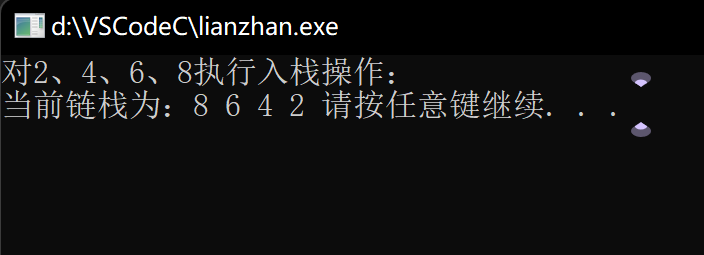 d:\VSCodeC\lianzhan.exe
对2、4、6、8执行入栈操作：
当前链栈为：8 6 4 2 请按任意键继续. . .